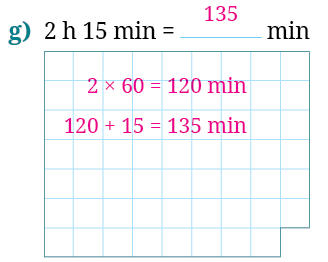 g) 2 h 15 min = 135 min
2 × 60 = 120 min
120 + 15 = 135 min